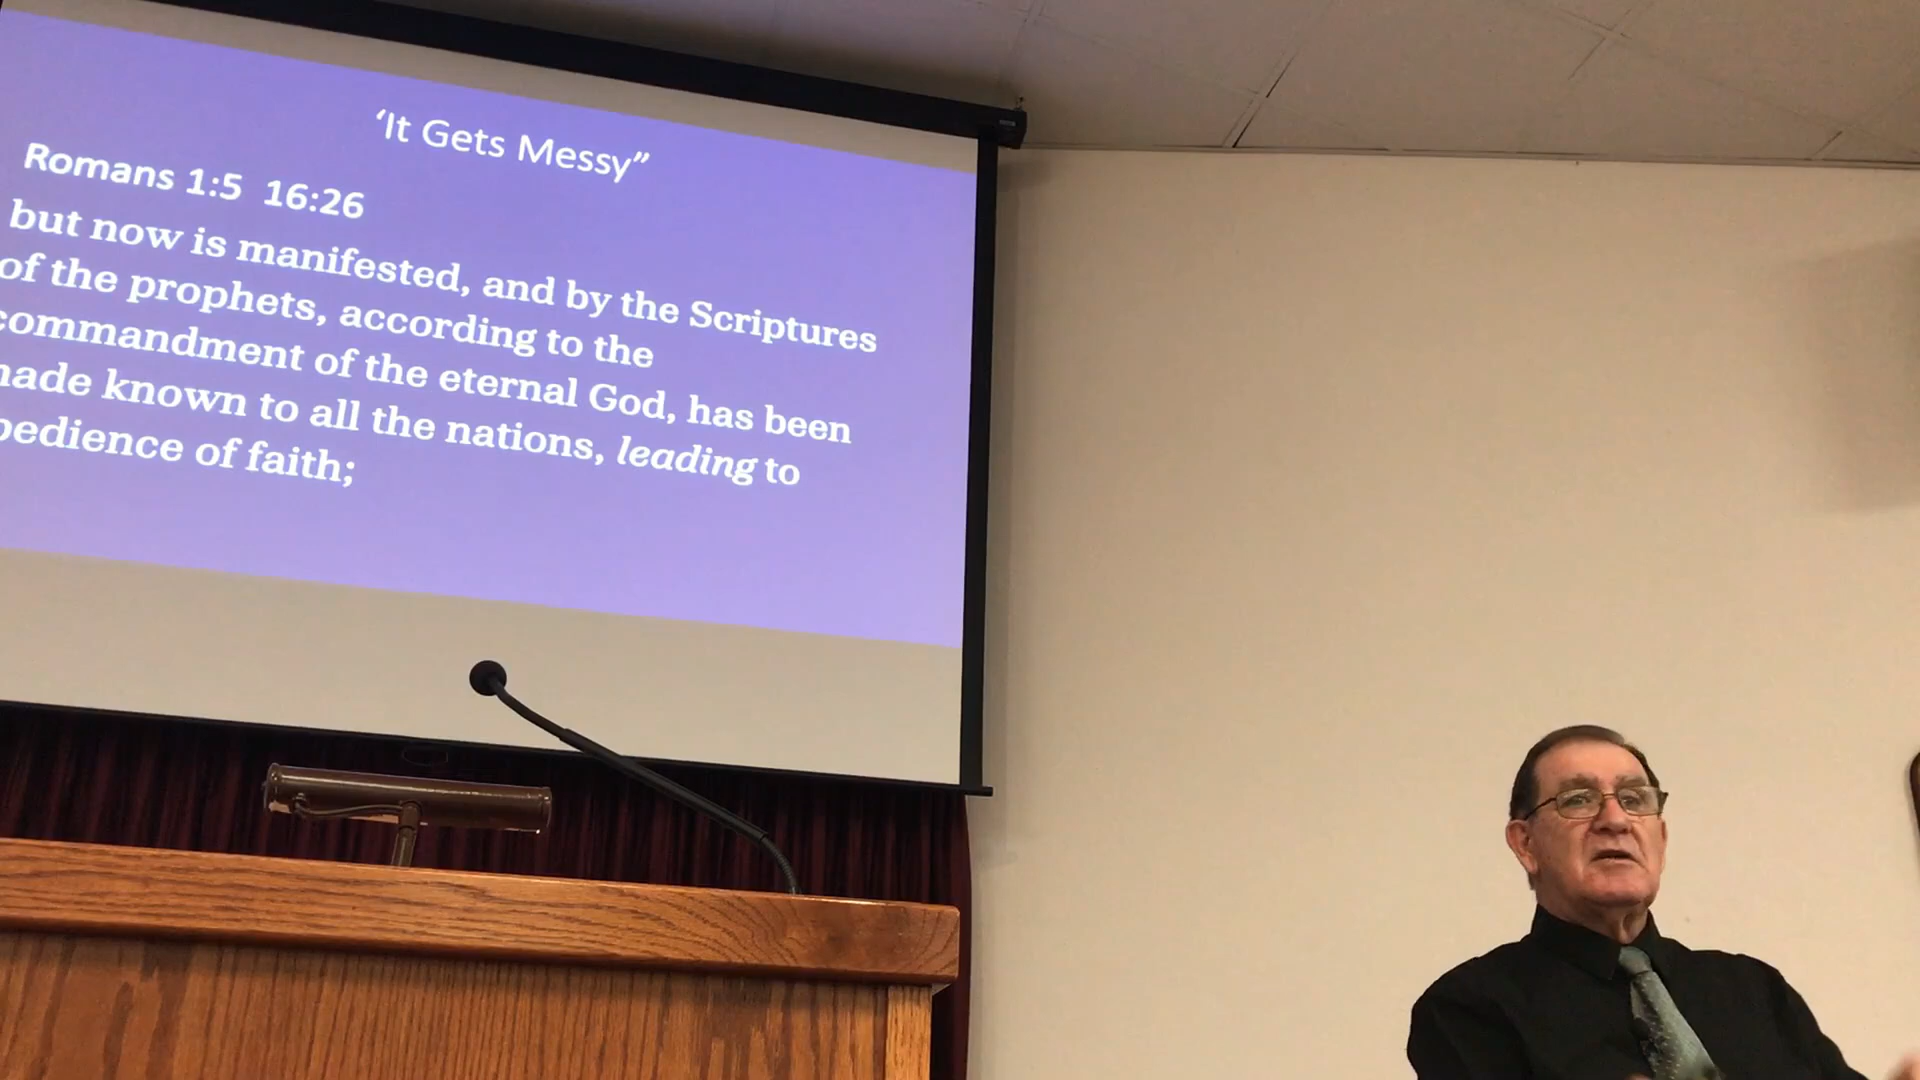 ‘It Gets Messy”
Romans 1:5 16:26
but now is manifested, and by the Scriptures
of the prophets, according to the
commandment of the eternal God, has been
made known to all the nations, leading to
obedience of faith;